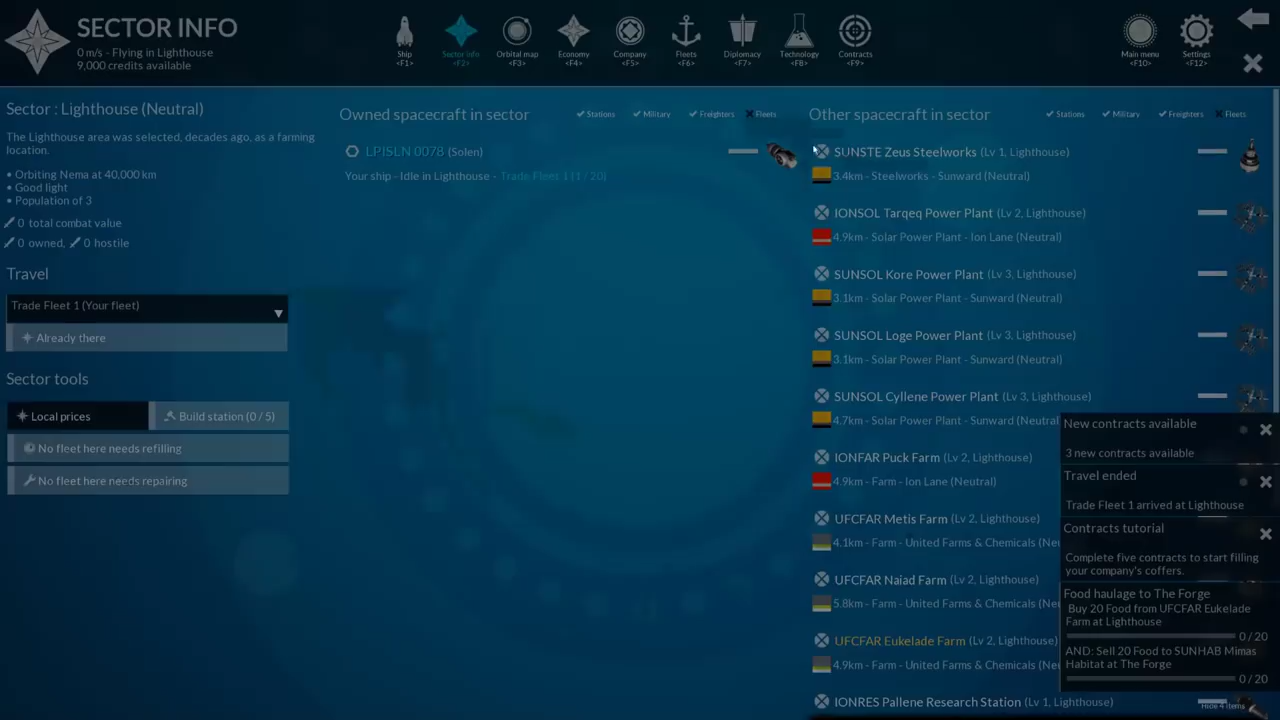 SECTOR INFO
0 m/s - Flying in Lighthouse
9,000 credits available
Ship
<F1>
Sector info
<F2>
Orbital map
<F3>
Economy
<F4>
Company
<F5>
Fleets
<F6>
Diplomacy
<F7>
Technology
<F8>
Contracts
<F9>
Main menu
<F10>
Settings
<F12>
Sector : Lighthouse (Neutral)
The Lighthouse area was selected, decades ago, as a farming
location.
• Orbiting Nema at 40,000 km
• Good light
• Population of 3
0 total combat value
0 owned, 0 hostile
Travel
Trade Fleet 1 (Your fleet)
Already there
Sector tools
Local prices
Build station (0 / 5)
No fleet here needs refilling
No fleet here needs repairing
Owned spacecraft in sector
Stations
Military
Freighters
Fleets
LPISLN 0078 (Solen)
Your ship - Idle in Lighthouse - Trade Fleet 1 (1 / 20)
Other spacecraft in sector
Stations
Military
Freighters
Fleets
SUNSTE Zeus Steelworks (Lv 1, Lighthouse)
3.4km - Steelworks - Sunward (Neutral)
IONSOL Tarqeq Power Plant (Lv 2, Lighthouse)
4.9km - Solar Power Plant - Ion Lane (Neutral)
SUNSOL Kore Power Plant (Lv 3, Lighthouse)
3.1km - Solar Power Plant - Sunward (Neutral)
SUNSOL Loge Power Plant (Lv 3, Lighthouse)
3.1km - Solar Power Plant - Sunward (Neutral)
SUNSOL Cyllene Power Plant (Lv 3, Lighthouse)
4.7km - Solar Power Plant - Sunward (Neutral)
IONFAR Puck Farm (Lv 2, Lighthouse)
4.9km - Farm - Ion Lane (Neutral)
UFCFAR Metis Farm (Lv 2, Lighthouse)
4.1km - Farm - United Farms & Chemicals (Ne
UFCFAR Naiad Farm (Lv 2, Lighthouse)
5.8km - Farm - United Farms & Chemicals (Ne
UFCFAR Eukelade Farm (Lv 2, Lighthouse)
4.9km - Farm - United Farms & Chemicals (Ne
IONRES Pallene Research Station (Lv 1, Lighthouse)
New contracts available
3 new contracts available
Travel ended
Trade Fleet 1 arrived at Lighthouse
Contracts tutorial
Complete five contracts to start filling
your company's coffers.
Food haulage to The Forge
Buy 20 Food from UFCFAR Eukelade
Farm at Lighthouse
0 / 20
AND: Sell 20 Food to SUNHAB Mimas
Habitat at The Forge
0 / 20
Hide 4 items